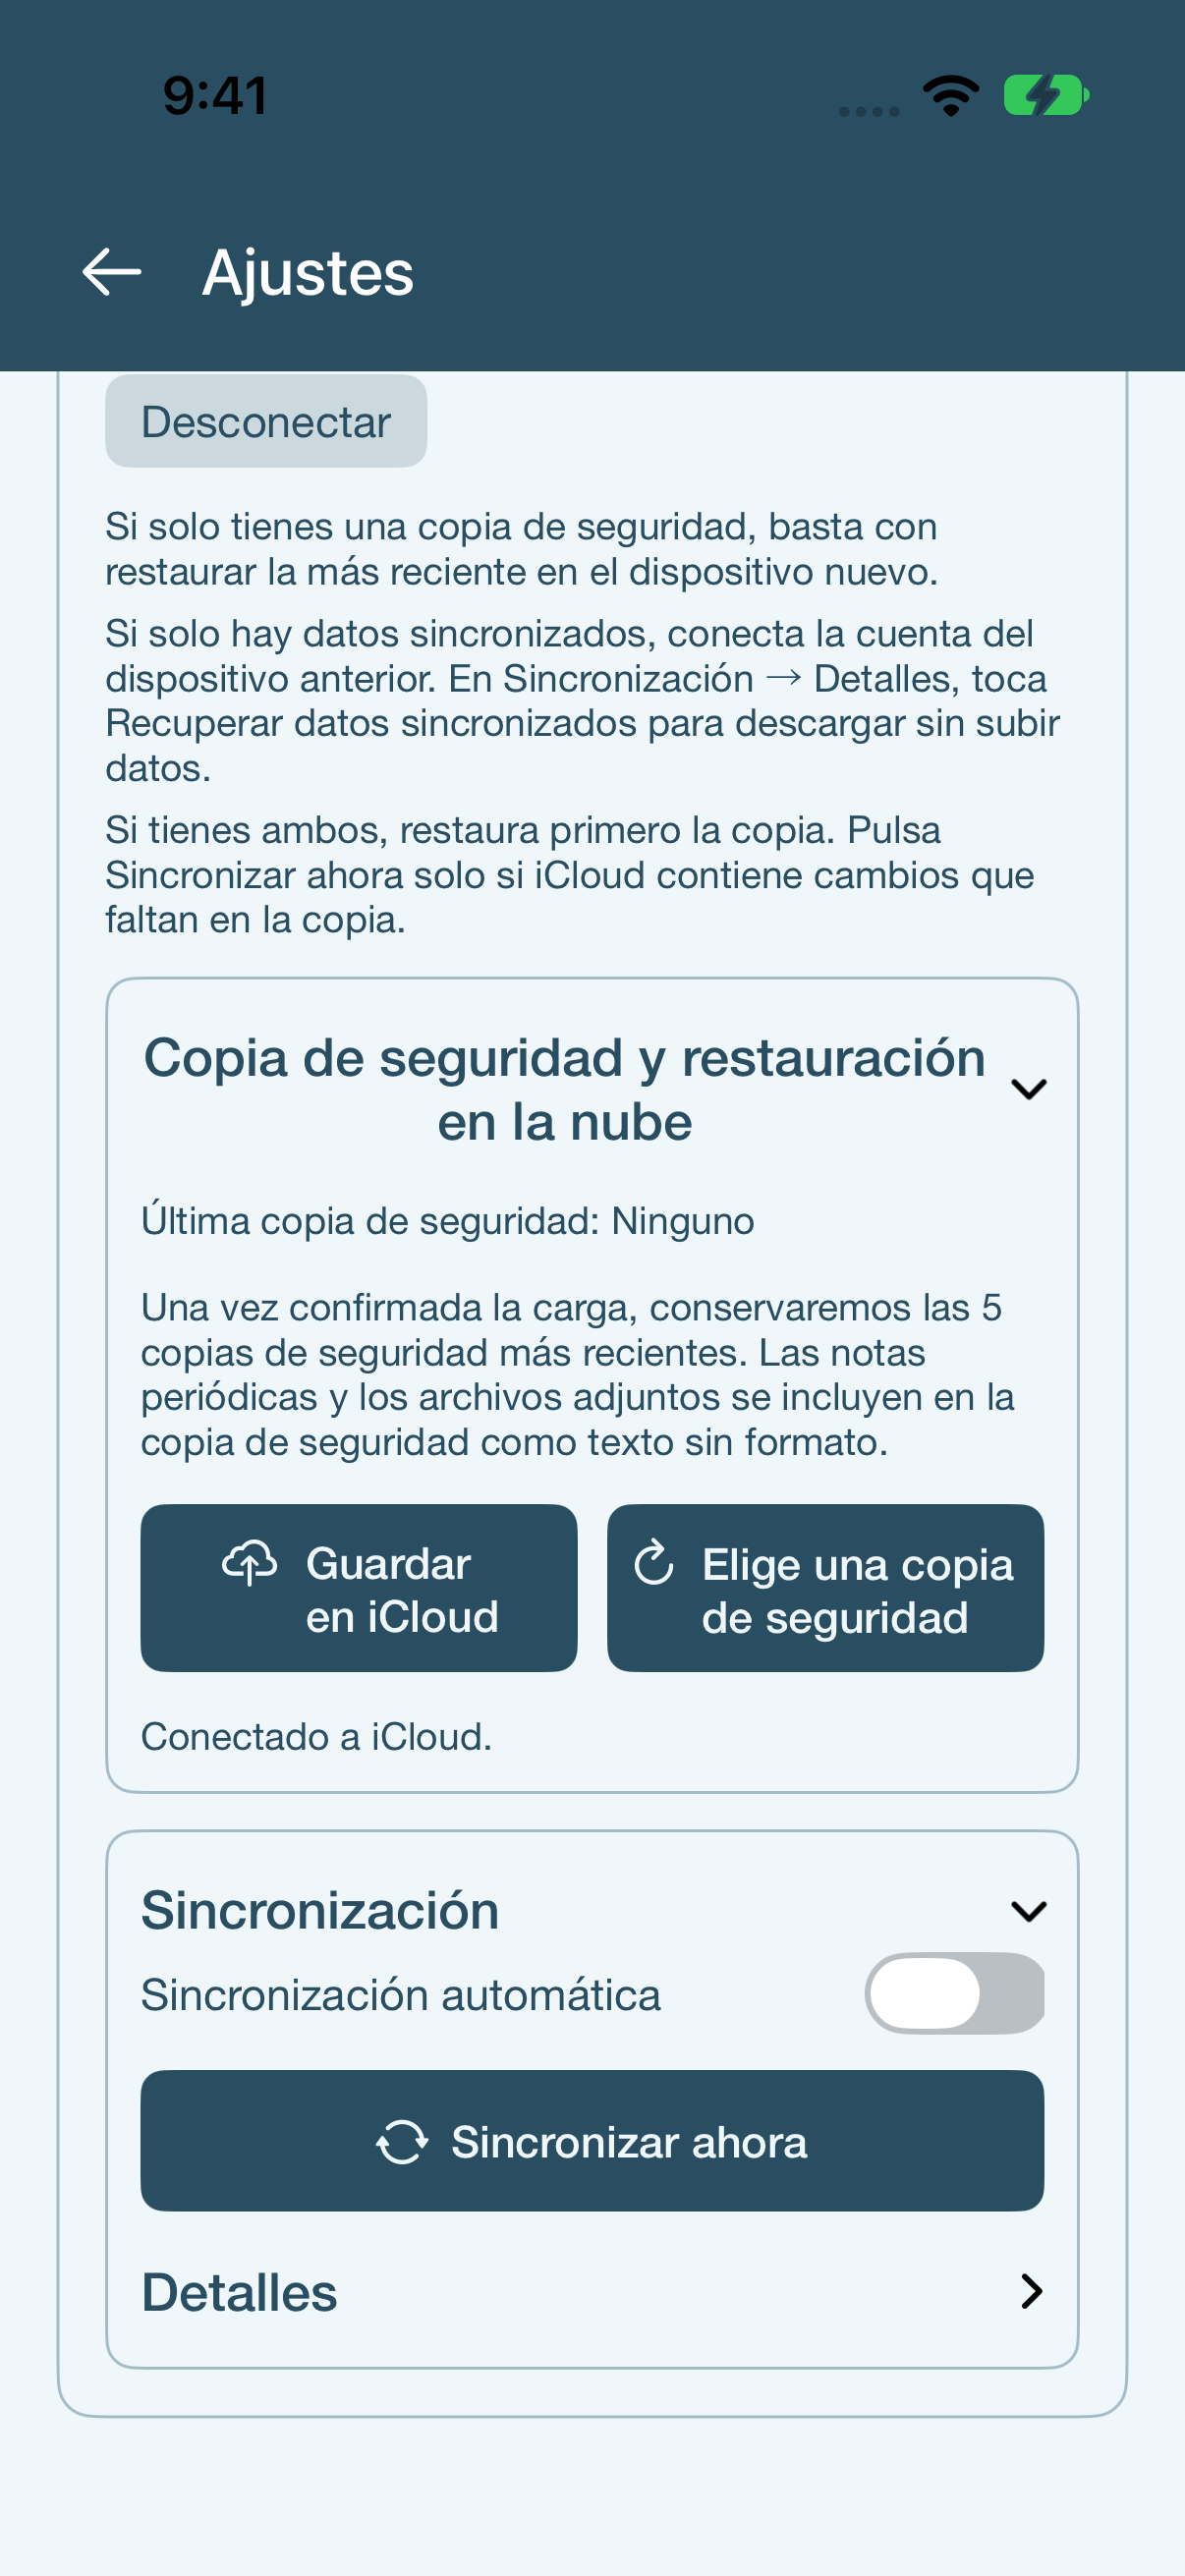 9:41
Ajustes
Desconectar
Si solo tienes una copia de seguridad, basta con
restaurar la más reciente en el dispositivo nuevo.
Si solo hay datos sincronizados, conecta la cuenta del
dispositivo anterior. En Sincronización → Detalles, toca
Recuperar datos sincronizados para descargar sin subir
datos.
Si tienes ambos, restaura primero la copia. Pulsa
Sincronizar ahora solo si iCloud contiene cambios que
faltan en la copia.
Copia de seguridad y restauración
en la nube
Última copia de seguridad: Ninguno
Una vez confirmada la carga, conservaremos las 5
copias de seguridad más recientes. Las notas
periódicas y los archivos adjuntos se incluyen en la
copia de seguridad como texto sin formato.
Guardar
en iCloud
Elige una copia
de seguridad
Conectado a iCloud.
Sincronización
Sincronización automática
Sincronizar ahora
Detalles